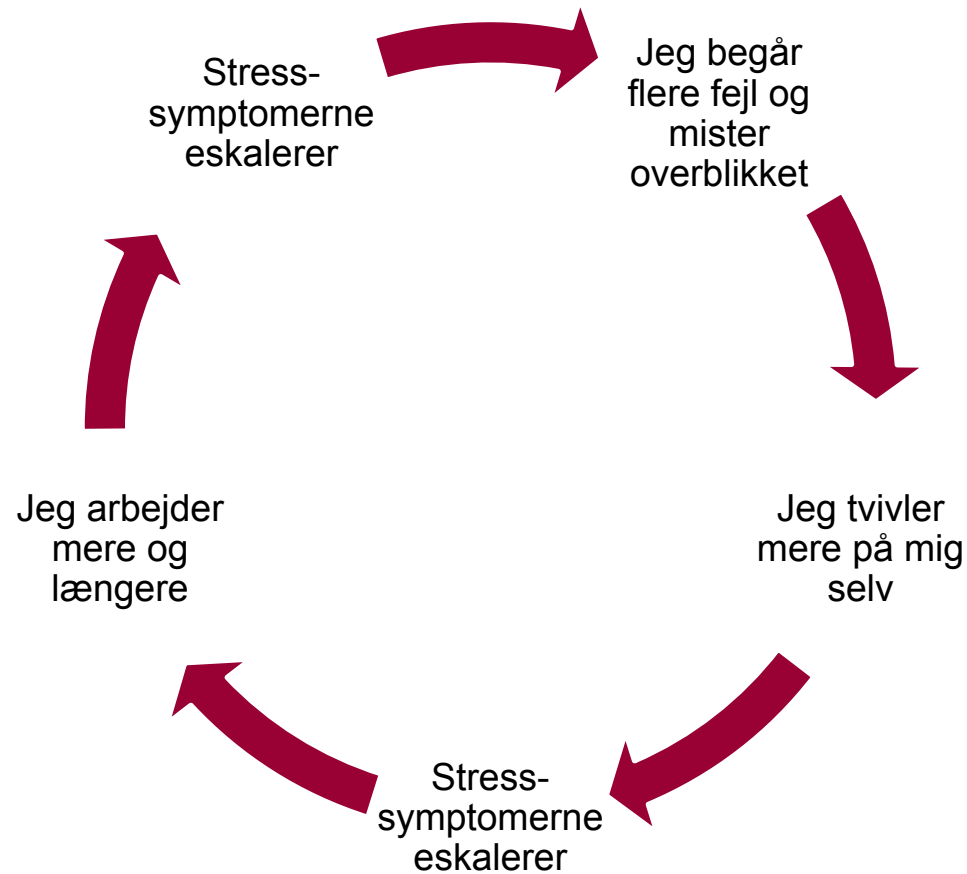 Stress-
symptomerne
eskalerer
Jeg begår
flere fejl og
mister
overblikket
Jeg tvivler
mere på mig
selv
Stress-
symptomerne
eskalerer
Jeg arbejder
mere og
længere